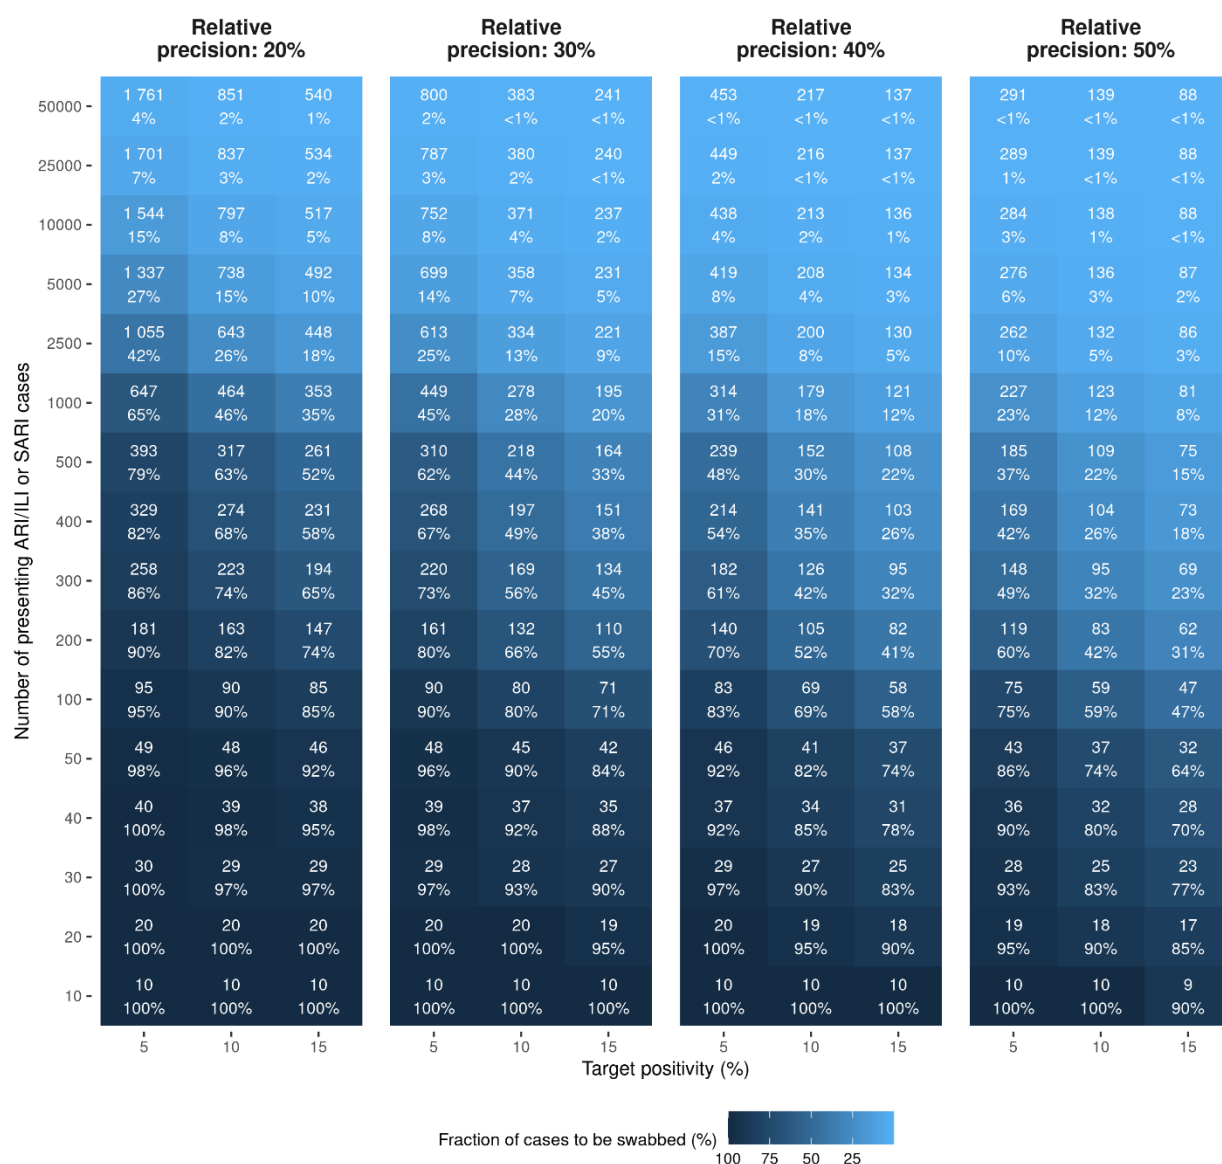 Relative precision: 20%
Relative precision: 30%
Relative precision: 40%
Relative precision: 50%
Number of presenting ARI/ILI or SARI cases
50000
1 761 851 540 800 383 241 453 217 137 291 139 88
4% 2% 1% 2% <1% <1% <1% <1% <1% <1% <1% <1%
25000
1 701 837 534 787 380 240 449 216 137 289 139 88
7% 3% 2% 3% 2% <1% 2% <1% <1% 1% <1% <1%
10000
1 544 797 517 752 371 237 438 213 136 284 138 88
15% 8% 5% 8% 4% 2% 4% 2% 1% 3% 1% <1%
5000
1 337 738 492 699 358 231 419 208 134 276 136 87
27% 15% 10% 14% 7% 5% 8% 4% 3% 6% 3% 2%
2500
1 055 643 448 613 334 221 387 200 130 262 132 86
42% 26% 18% 25% 13% 9% 15% 8% 5% 10% 5% 3%
1000
647 464 353 449 278 195 314 179 121 227 123 81
65% 46% 35% 45% 28% 20% 31% 18% 12% 23% 12% 8%
500
393 317 261 310 218 164 239 152 108 185 109 75
79% 63% 52% 62% 44% 33% 48% 30% 22% 37% 22% 15%
400
329 274 231 268 197 151 214 141 103 169 104 73
82% 68% 58% 67% 49% 38% 54% 35% 26% 42% 26% 18%
300
258 223 194 220 169 134 182 126 95 148 95 69
86% 74% 65% 73% 56% 45% 61% 42% 32% 49% 32% 23%
200
181 163 147 161 132 110 140 105 82 119 83 62
90% 82% 74% 80% 66% 55% 70% 52% 41% 60% 42% 31%
100
95 90 85 90 80 71 83 69 58 75 59 47
95% 90% 85% 90% 80% 71% 83% 69% 58% 75% 59% 47%
50
49 48 46 48 45 42 46 41 37 43 37 32
98% 96% 92% 96% 90% 84% 92% 82% 74% 86% 74% 64%
40
40 39 38 39 37 35 37 34 31 36 32 28
100% 98% 95% 98% 92% 88% 92% 85% 78% 90% 80% 70%
30
30 29 29 29 28 27 29 27 25 28 25 23
100% 97% 97% 97% 93% 90% 97% 90% 83% 93% 83% 77%
20
20 20 20 20 20 19 20 19 18 19 18 17
100% 100% 100% 100% 100% 95% 100% 95% 90% 95% 90% 85%
10
10 10 10 10 10 10 10 10 10 10 10 9
100% 100% 100% 100% 100% 100% 100% 100% 100% 100% 100% 90%
5 10 15 5 10 15 5 10 15 5 10 15
Target positivity (%)
Fraction of cases to be swabbed (%)
100 75 50 25